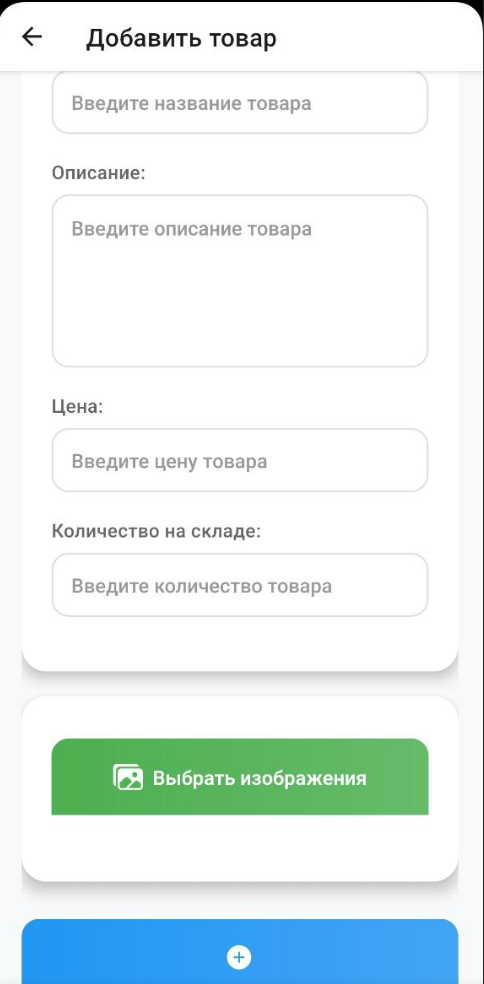 Добавить товар
Введите название товара
Описание:
Введите описание товара
Цена:
Введите цену товара
Количество на складе:
Введите количество товара
Выбрать изображения